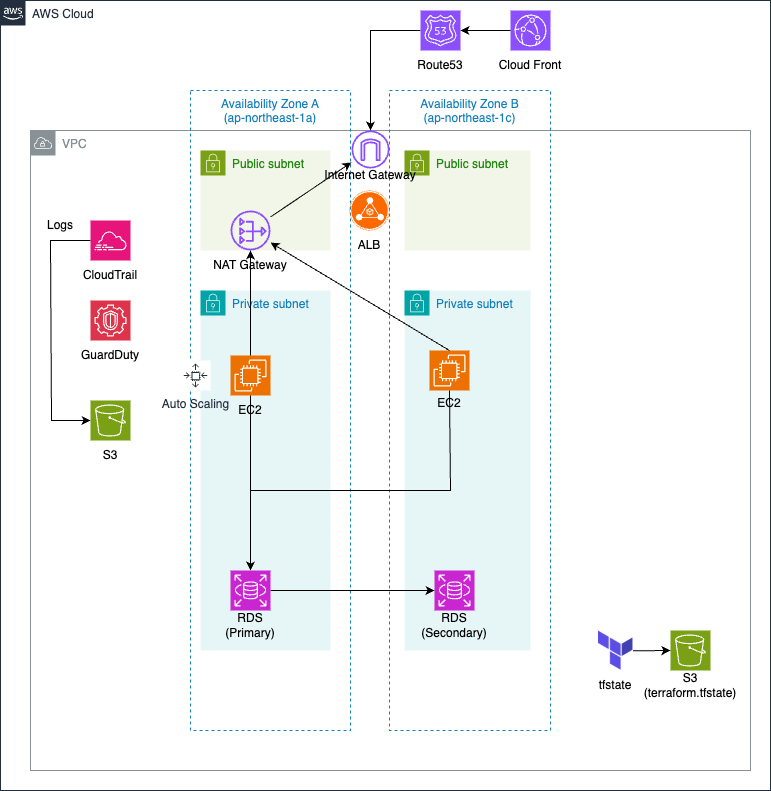 aws
AWS Cloud
53
Route53
Cloud Front
Availability Zone A
(ap-northeast-1a)
Availability Zone B
(ap-northeast-1c)
VPC
Public subnet
Internet Gateway
Public subnet
ALB
NAT Gateway
Logs
CloudTrail
GuardDuty
S3
Private subnet
Private subnet
Auto Scaling
EC2
EC2
RDS
(Primary)
RDS
(Secondary)
tfstate
S3
(terraform.tfstate)